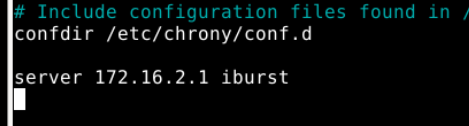 # Include configuration files found in /
confdir /etc/chrony/conf.d
server 172.16.2.1 iburst